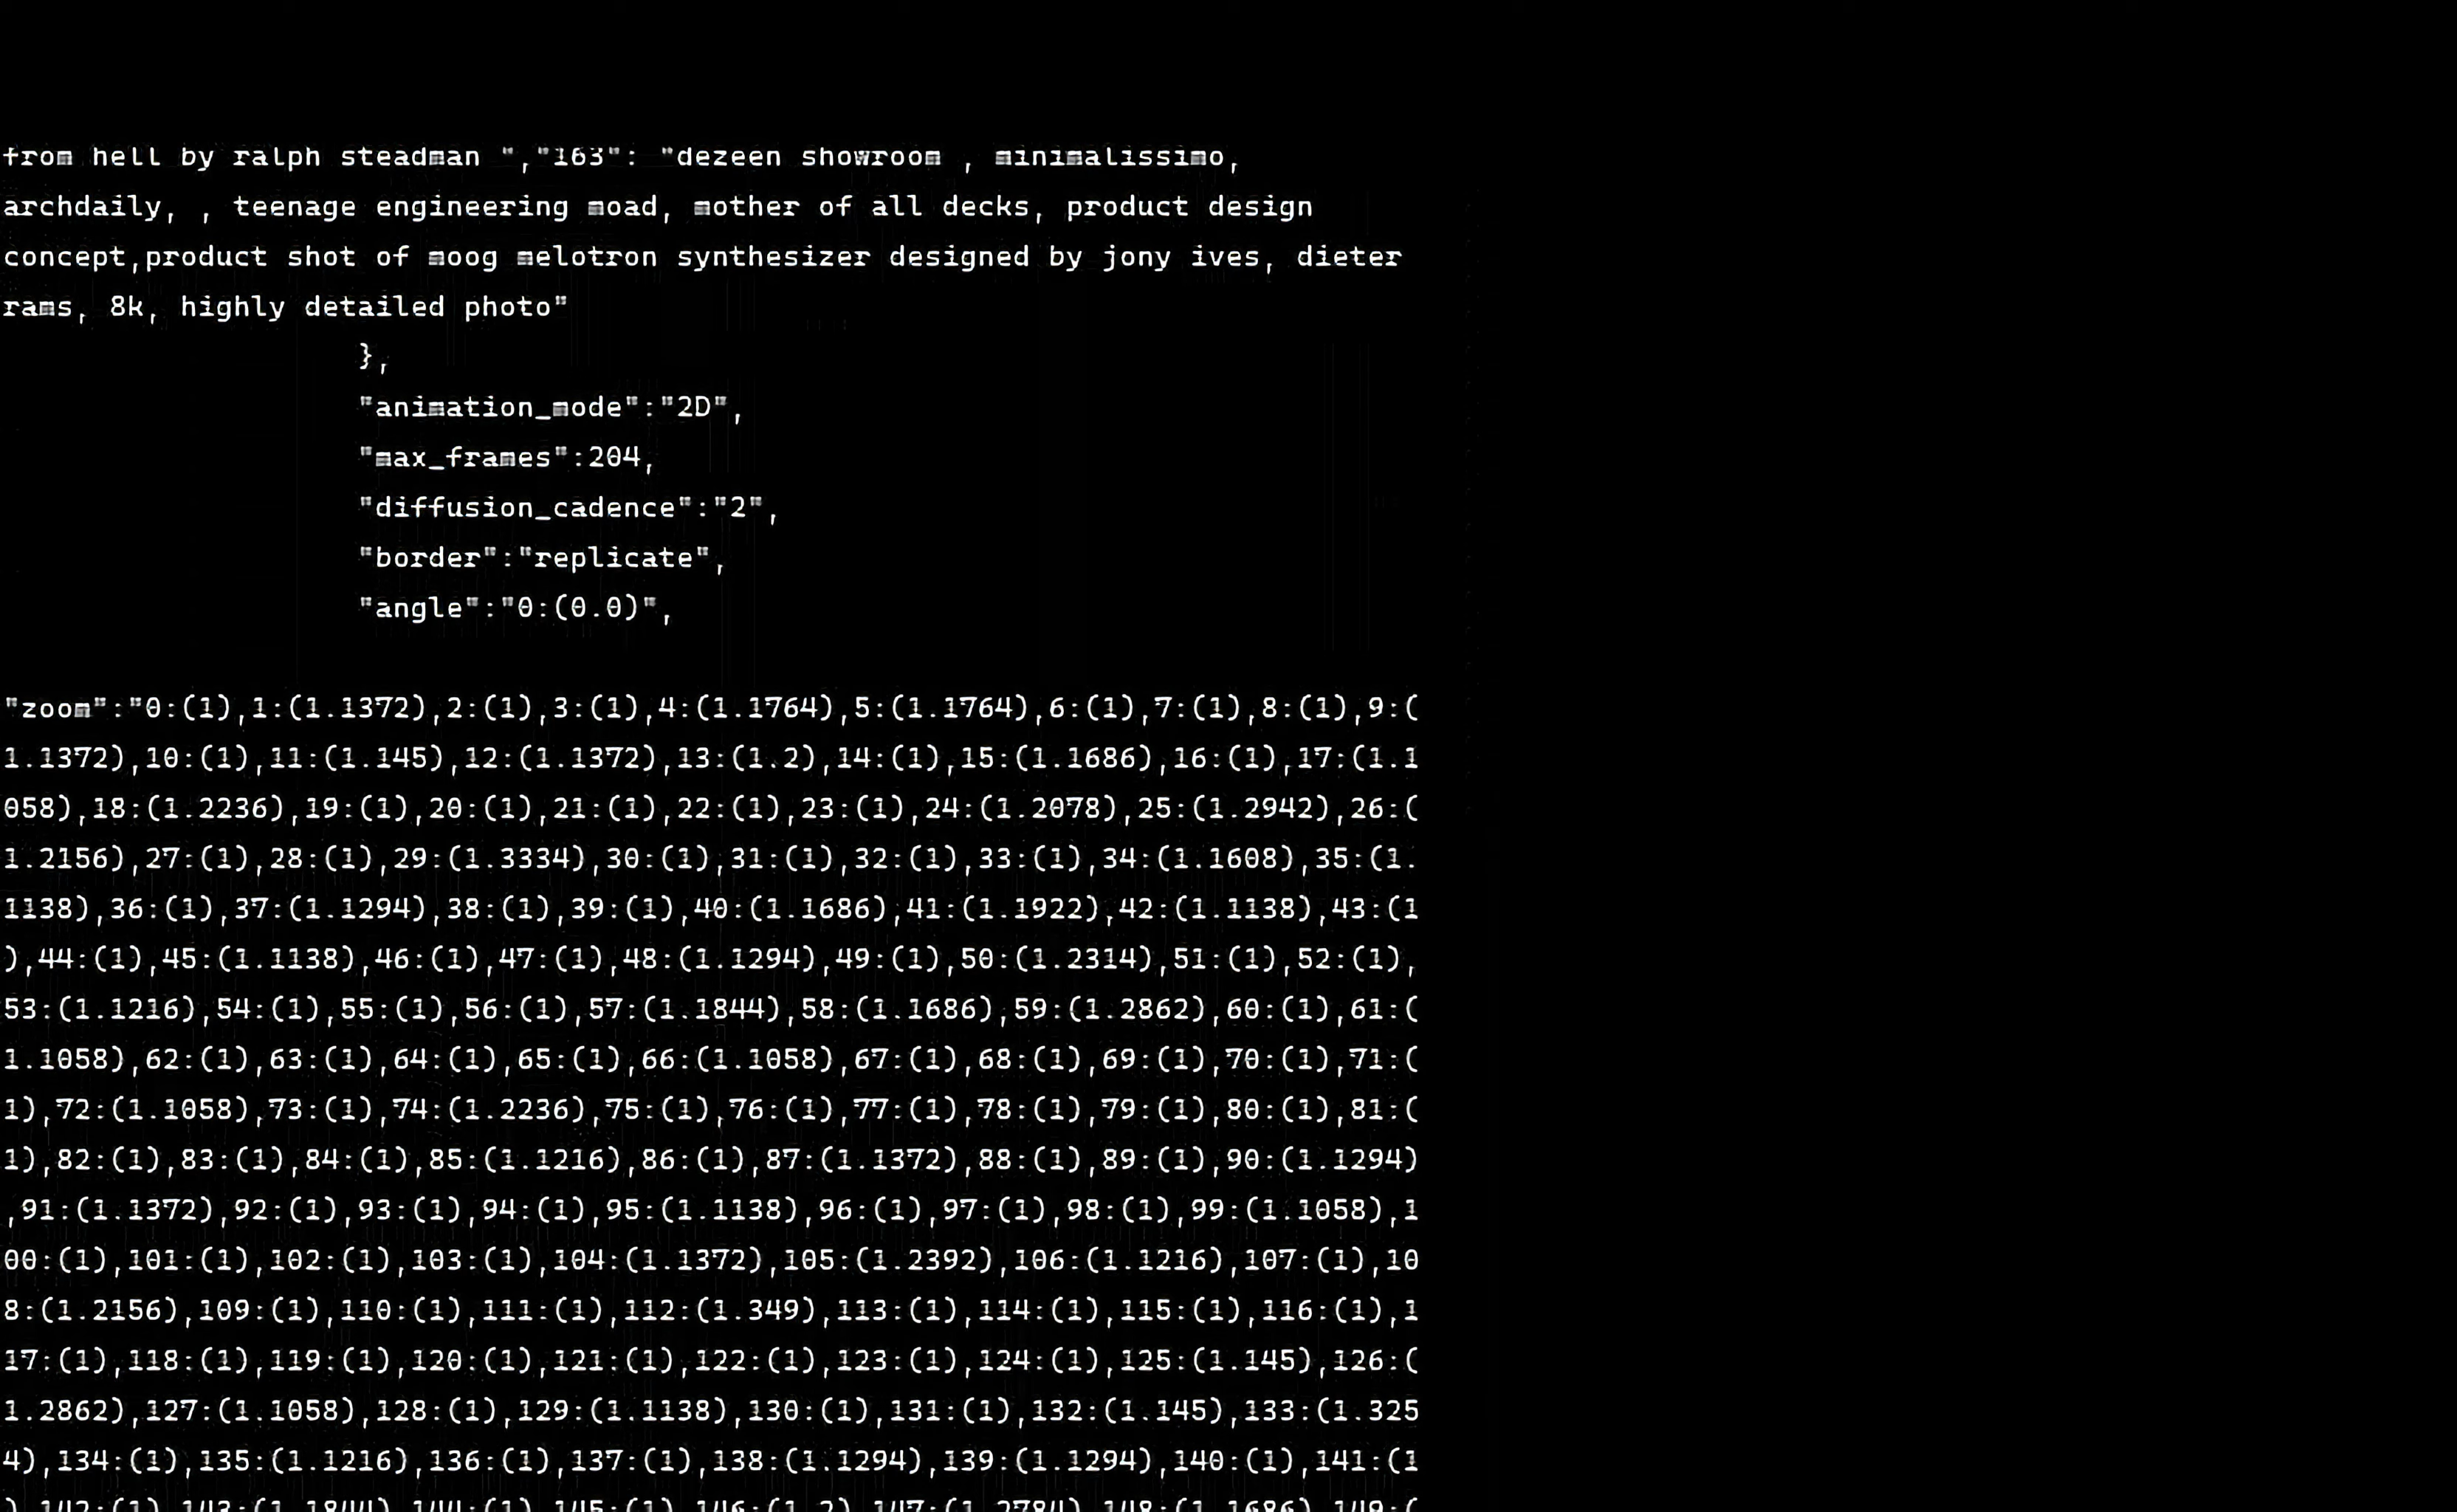 from hell by ralph steadman ","163": "dezeen showroom , minimalissimo,
archdaily, , teenage engineering moad, mother of all decks, product design
concept,product shot of moog melotron synthesizer designed by jony ives, dieter
rams, 8k, highly detailed photo"
},
"animation_mode":"2D",
"max_frames":204,
"diffusion_cadence":"2",
"border":"replicate",
"angle":"0:(0.0)",
"zoom":"0:(1),1:(1.1372),2:(1),3:(1),4:(1.1764),5:(1.1764),6:(1),7:(1),8:(1),9:(
1.1372),10:(1),11:(1.145),12:(1.1372),13:(1.2),14:(1),15:(1.1686),16:(1),17:(1.1
058),18:(1.2236),19:(1),20:(1),21:(1),22:(1),23:(1),24:(1.2078),25:(1.2942),26:(
1.2156),27:(1),28:(1),29:(1.3334),30:(1),31:(1),32:(1),33:(1),34:(1.1608),35:(1.
1138),36:(1),37:(1.1294),38:(1),39:(1),40:(1.1686),41:(1.1922),42:(1.1138),43:(1
),44:(1),45:(1.1138),46:(1),47:(1),48:(1.1294),49:(1),50:(1.2314),51:(1),52:(1),
53:(1.1216),54:(1),55:(1),56:(1),57:(1.1844),58:(1.1686),59:(1.2862),60:(1),61:(
1.1058),62:(1),63:(1),64:(1),65:(1),66:(1.1058),67:(1),68:(1),69:(1),70:(1),71:(
1),72:(1.1058),73:(1),74:(1.2236),75:(1),76:(1),77:(1),78:(1),79:(1),80:(1),81:(
1),82:(1),83:(1),84:(1),85:(1.1216),86:(1),87:(1.1372),88:(1),89:(1),90:(1.1294)
,91:(1.1372),92:(1),93:(1),94:(1),95:(1.1138),96:(1),97:(1),98:(1),99:(1.1058),1
00:(1),101:(1),102:(1),103:(1),104:(1.1372),105:(1.2392),106:(1.1216),107:(1),10
8:(1.2156),109:(1),110:(1),111:(1),112:(1.349),113:(1),114:(1),115:(1),116:(1),1
17:(1),118:(1),119:(1),120:(1),121:(1),122:(1),123:(1),124:(1),125:(1.145),126:(
1.2862),127:(1.1058),128:(1),129:(1.1138),130:(1),131:(1),132:(1.145),133:(1.325
4),134:(1),135:(1.1216),136:(1),137:(1),138:(1.1294),139:(1.1294),140:(1),141:(1
),142:(1),143:(1.1844),144:(1),145:(1),146:(1.2),147:(1.2784),148:(1.1686),149:(